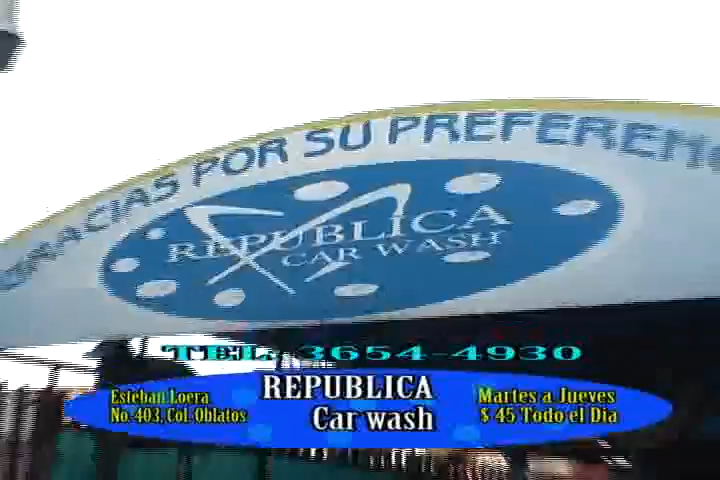 GRACIAS POR SU PREFEREN
REPUBLICA
CAR WASH
TEL. 3654-4930
Esteban Loera
No. 403, Col. Oblatos
REPUBLICA
Car wash
Martes a Jueves
$ 45 Todo el Dia